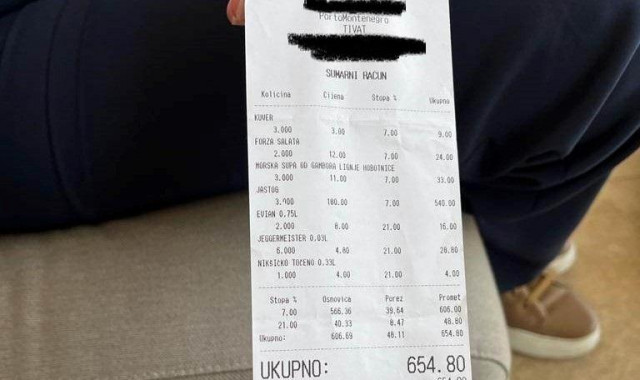 PortoMontenegro
TIVAT
SUMARNI RACUN
Kolicina Cijena Stopa % Ukupno
KUVER
3.000 3.00 7.00 9.00
FORZA SALATA
2.000 12.00 7.00 24.00
MORSKA SUPA OD GAMBORA LIGNJE HOBOTNICE
3.000 11.00 7.00 33.00
JASTOG
3.000 180.00 7.00 540.00
EVIAN 0.75L
2.000 8.00 21.00 16.00
JEGGERMEISTER 0.03L
6.000 4.80 21.00 28.80
NIKSICKO TOCENO 0.33L
1.000 4.00 21.00 4.00
Stopa % Osnovica Porez Promet
7.00 566.36 39.64 606.00
21.00 40.33 8.47 48.80
Ukupno: 606.69 48.11 654.80
UKUPNO: 654.80